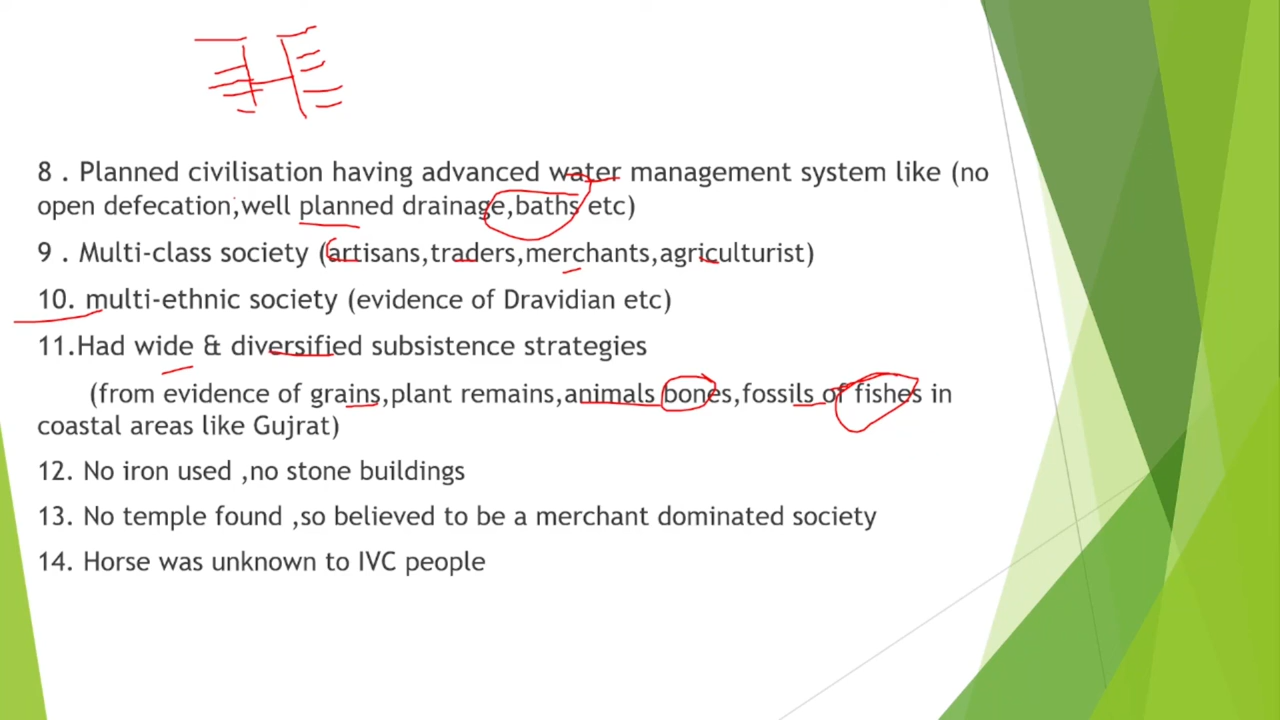 8 . Planned civilisation having advanced water management system like (no
open defecation,well planned drainage,baths etc)
9 . Multi-class society (artisans,traders,merchants,agriculturist)
10. multi-ethnic society (evidence of Dravidian etc)
11.Had wide & diversified subsistence strategies
(from evidence of grains,plant remains,animals bones,fossils of fishes in
coastal areas like Gujrat)
12. No iron used ,no stone buildings
13. No temple found ,so believed to be a merchant dominated society
14. Horse was unknown to IVC people